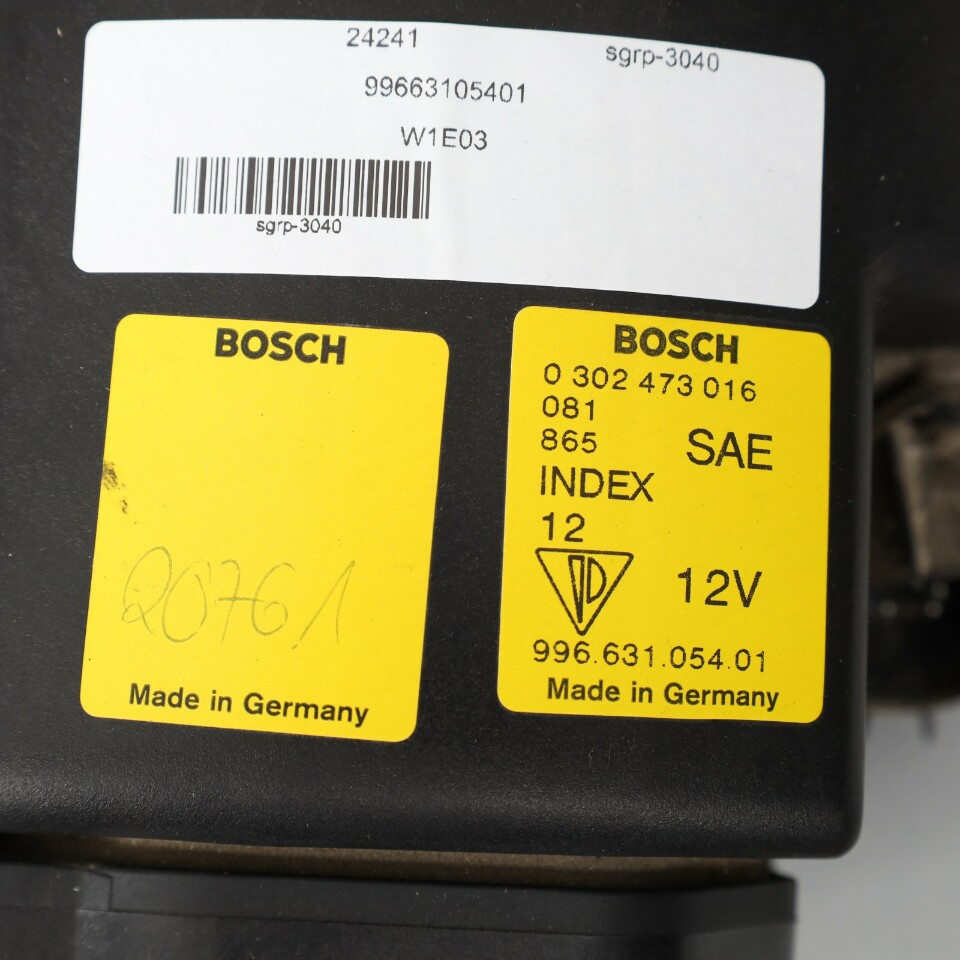 24241 sgrp-3040
99663105401
W1E03
sgrp-3040
BOSCH
20761
Made in Germany
BOSCH
0 302 473 016
081
865 SAE
INDEX
12
12V
996.631.054.01
Made in Germany